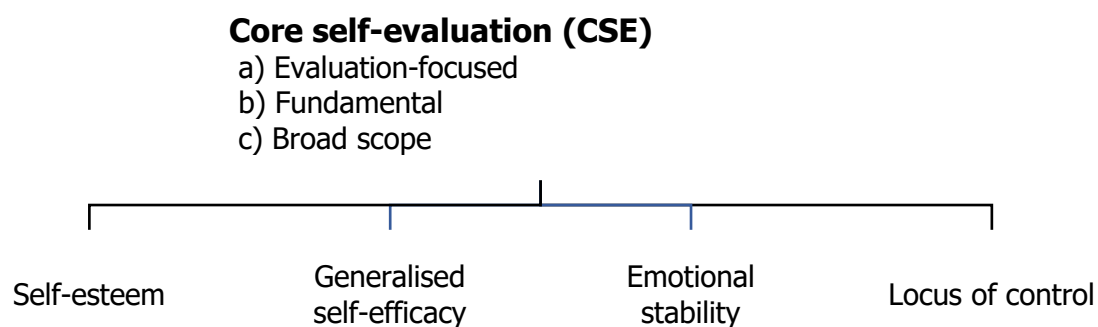 Core self-evaluation (CSE)
a) Evaluation-focused
b) Fundamental
c) Broad scope
Self-esteem
Generalised
self-efficacy
Emotional
stability
Locus of control